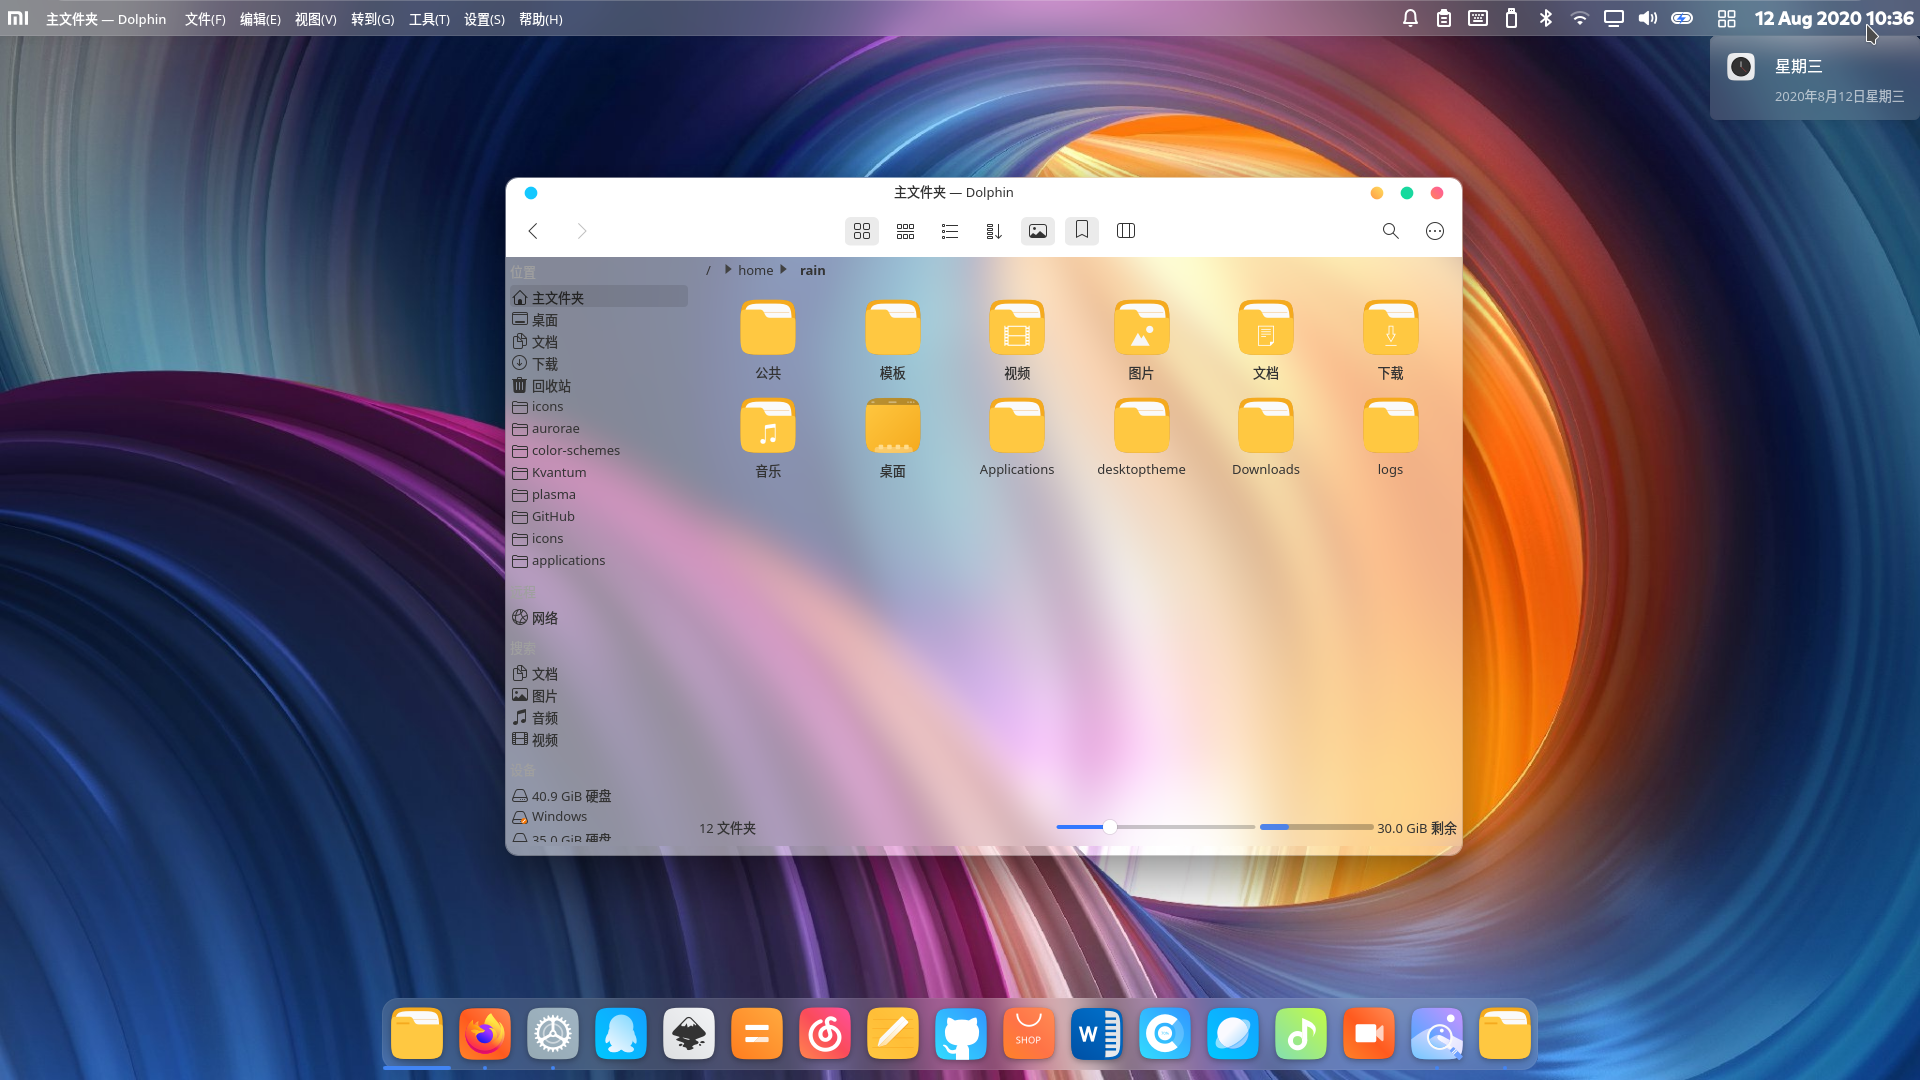 主文件夹 — Dolphin 文件(F) 编辑(E) 视图(V) 转到(G) 工具(T) 设置(S) 帮助(H) 12 Aug 2020 10:36
星期三
2020年8月12日星期三
主文件夹 — Dolphin
位置
主文件夹
桌面
文档
下载
回收站
icons
aurorae
color-schemes
Kvantum
plasma
GitHub
icons
applications
网络
搜索
文档
图片
音频
视频
设备
40.9 GiB 硬盘
Windows
35.0 GiB 硬盘
/ home rain
公共 模板 视频 图片 文档 下载
音乐 桌面 Applications desktoptheme Downloads logs
12 文件夹 30.0 GiB 剩余
SHOP
W